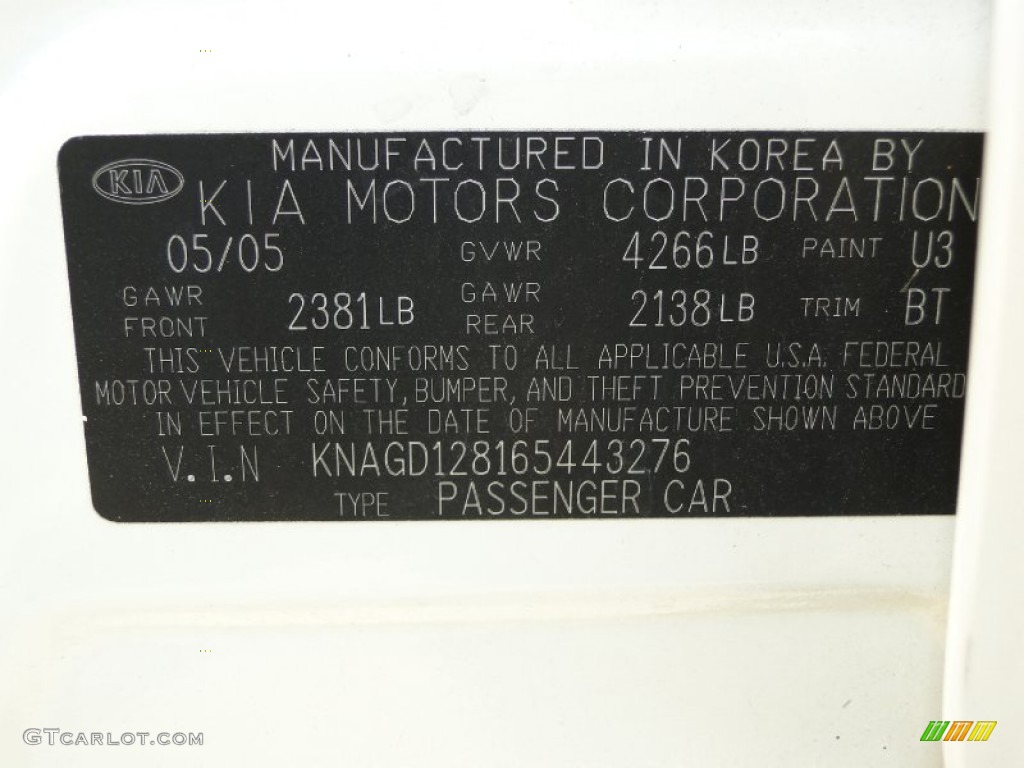 MANUFACTURED IN KOREA BY
KIA
KIA MOTORS CORPORATION
05/05 GVWR 4266LB PAINT U3
GAWR FRONT 2381LB GAWR REAR 2138LB TRIM BT
THIS VEHICLE CONFORMS TO ALL APPLICABLE U.S.A. FEDERAL
MOTOR VEHICLE SAFETY, BUMPER, AND THEFT PREVENTION STANDARD
IN EFFECT ON THE DATE OF MANUFACTURE SHOWN ABOVE
V.I.N KNAGD128165443276
TYPE PASSENGER CAR
GTCARLOT.COM
U3